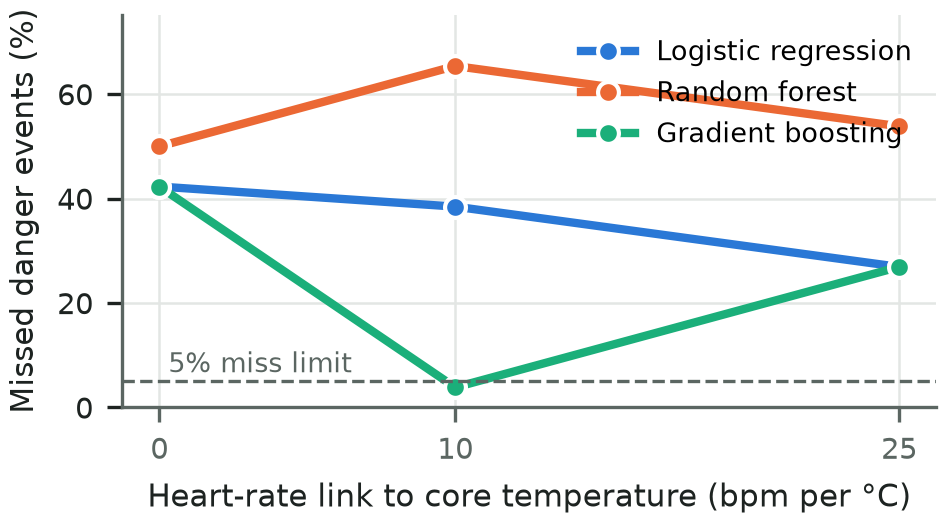 Missed danger events (%)
60
40
20
0
Logistic regression
Random forest
Gradient boosting
5% miss limit
0
10
25
Heart-rate link to core temperature (bpm per °C)